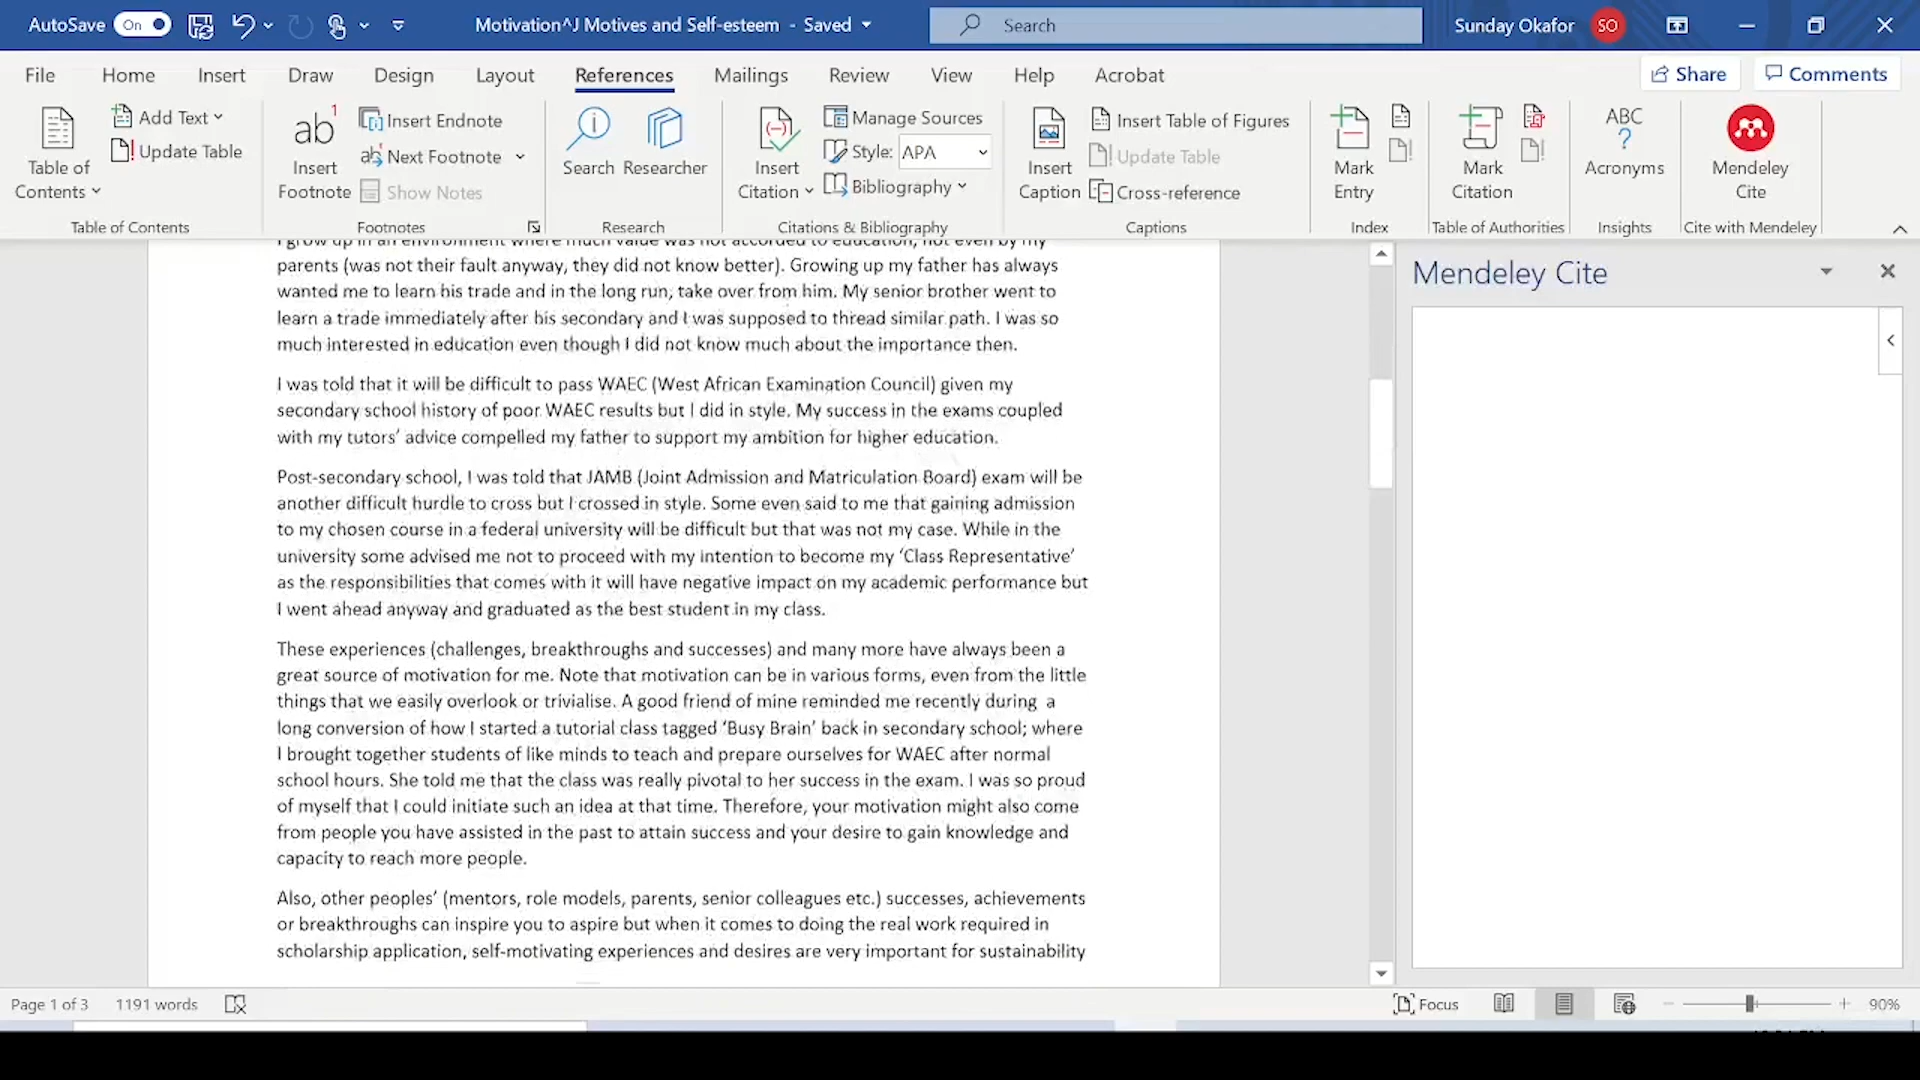 AutoSave On Motivation^J Motives and Self-esteem - Saved Search Sunday Okafor SO
File Home Insert Draw Design Layout References Mailings Review View Help Acrobat Share Comments
Table of Contents
Add Text
Update Table
Table of Contents
ab1
Insert Footnote
Insert Endnote
Next Footnote
Show Notes
Footnotes
Search Researcher
Research
Insert Citation
Manage Sources
Style: APA
Bibliography
Citations & Bibliography
Insert Caption
Insert Table of Figures
Update Table
Cross-reference
Captions
Mark Entry
Index
Mark Citation
Table of Authorities
ABC
?
Acronyms
Insights
Mendeley Cite
Cite with Mendeley
I grow up in an environment where much value was not accorded to education, not even by my
parents (was not their fault anyway, they did not know better). Growing up my father has always
wanted me to learn his trade and in the long run, take over from him. My senior brother went to
learn a trade immediately after his secondary and I was supposed to thread similar path. I was so
much interested in education even though I did not know much about the importance then.
I was told that it will be difficult to pass WAEC (West African Examination Council) given my
secondary school history of poor WAEC results but I did in style. My success in the exams coupled
with my tutors’ advice compelled my father to support my ambition for higher education.
Post-secondary school, I was told that JAMB (Joint Admission and Matriculation Board) exam will be
another difficult hurdle to cross but I crossed in style. Some even said to me that gaining admission
to my chosen course in a federal university will be difficult but that was not my case. While in the
university some advised me not to proceed with my intention to become my ‘Class Representative’
as the responsibilities that comes with it will have negative impact on my academic performance but
I went ahead anyway and graduated as the best student in my class.
These experiences (challenges, breakthroughs and successes) and many more have always been a
great source of motivation for me. Note that motivation can be in various forms, even from the little
things that we easily overlook or trivialise. A good friend of mine reminded me recently during a
long conversion of how I started a tutorial class tagged ‘Busy Brain’ back in secondary school; where
I brought together students of like minds to teach and prepare ourselves for WAEC after normal
school hours. She told me that the class was really pivotal to her success in the exam. I was so proud
of myself that I could initiate such an idea at that time. Therefore, your motivation might also come
from people you have assisted in the past to attain success and your desire to gain knowledge and
capacity to reach more people.
Also, other peoples’ (mentors, role models, parents, senior colleagues etc.) successes, achievements
or breakthroughs can inspire you to aspire but when it comes to doing the real work required in
scholarship application, self-motivating experiences and desires are very important for sustainability
Mendeley Cite
Page 1 of 3 1191 words Focus 90%